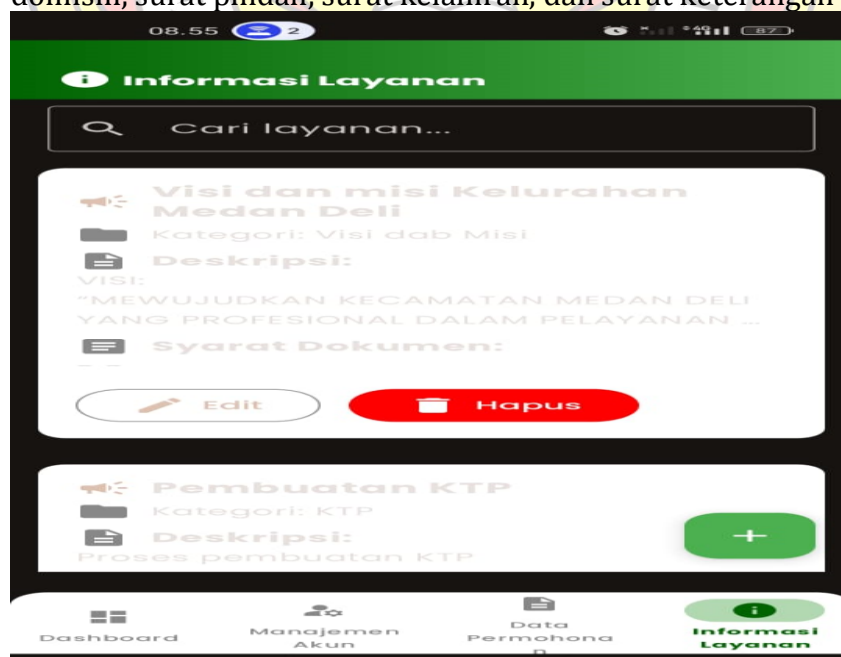 domisili, surat pindah, surat kelahiran, dan surat keterangan
08.55 2 4G 87
Informasi Layanan
Cari layanan...
Visi dan misi Kelurahan
Medan Deli
Kategori: Visi dab Misi
Deskripsi:
VISI:
"MEWUJUDKAN KECAMATAN MEDAN DELI
YANG PROFESIONAL DALAM PELAYANAN ...
Syarat Dokumen:
Edit Hapus
Pembuatan KTP
Kategori: KTP
Deskripsi:
Proses pembuatan KTP
+
Dashboard
Manajemen
Akun
Data
Permohona
n
Informasi
Layanan